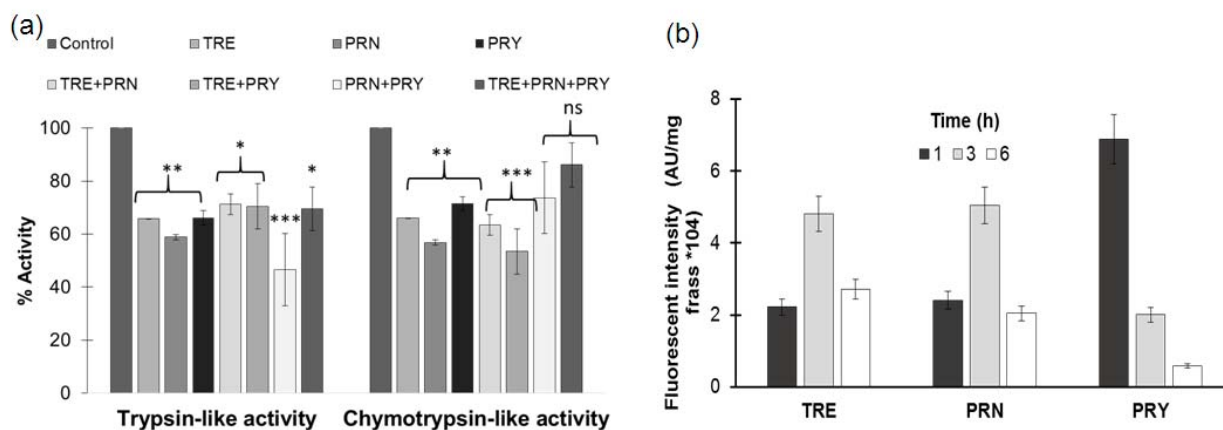 (a)
Control TRE PRN PRY
TRE+PRN TRE+PRY PRN+PRY TRE+PRN+PRY
% Activity
100
80
60
40
20
0
**
*
***
*
**
***
ns
Trypsin-like activity
Chymotrypsin-like activity
(b)
Fluorescent intensity (AU/mg
frass *104)
8
6
4
2
0
Time (h)
1 3 6
TRE PRN PRY